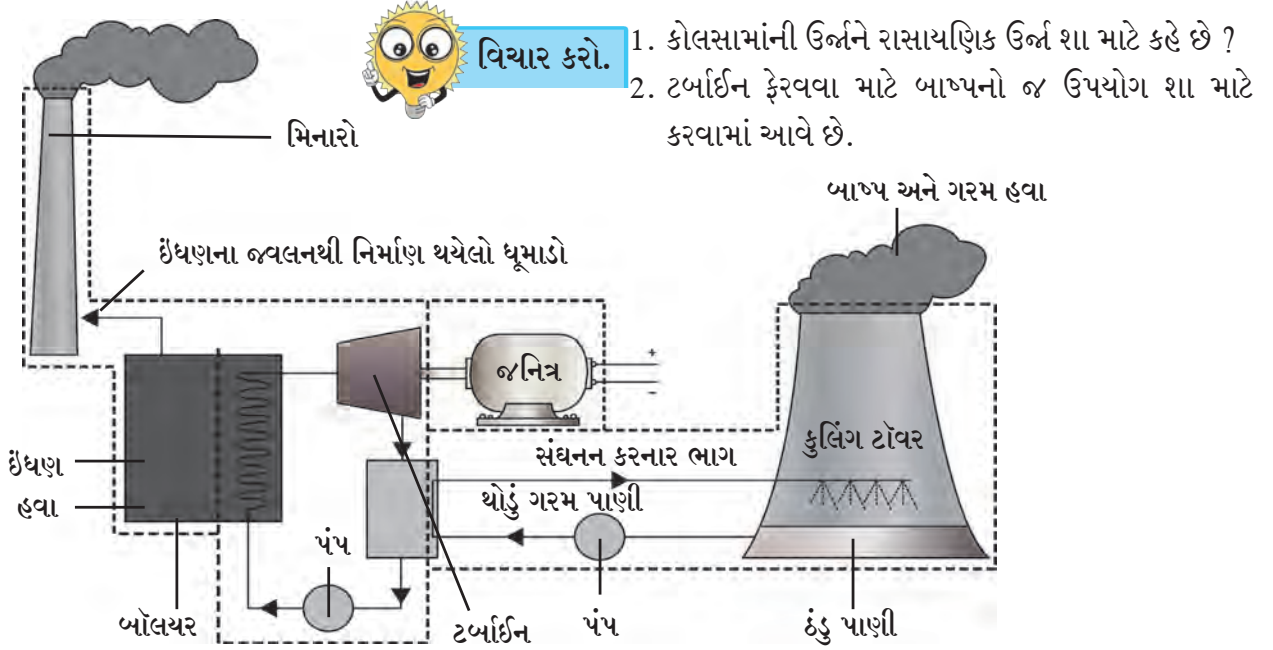 વિચાર કરો.
1. કોલસામાંની ઉર્જાને રાસાયણિક ઉર્જા શા માટે કહે છે ?
2. ટર્બાઈન ફેરવવા માટે બાષ્પનો જ ઉપયોગ શા માટે
કરવામાં આવે છે.
મિનારો
બાષ્પ અને ગરમ હવા
ઇંધણના જ્વલનથી નિર્માણ થયેલો ધૂમાડો
જનિત્ર
+
−
કુલિંગ ટૉવર
ઇંધણ
હવા
સંઘનન કરનાર ભાગ
થોડું ગરમ પાણી
પંપ
બૉલયર
ટર્બાઈન
પંપ
ઠંડુ પાણી